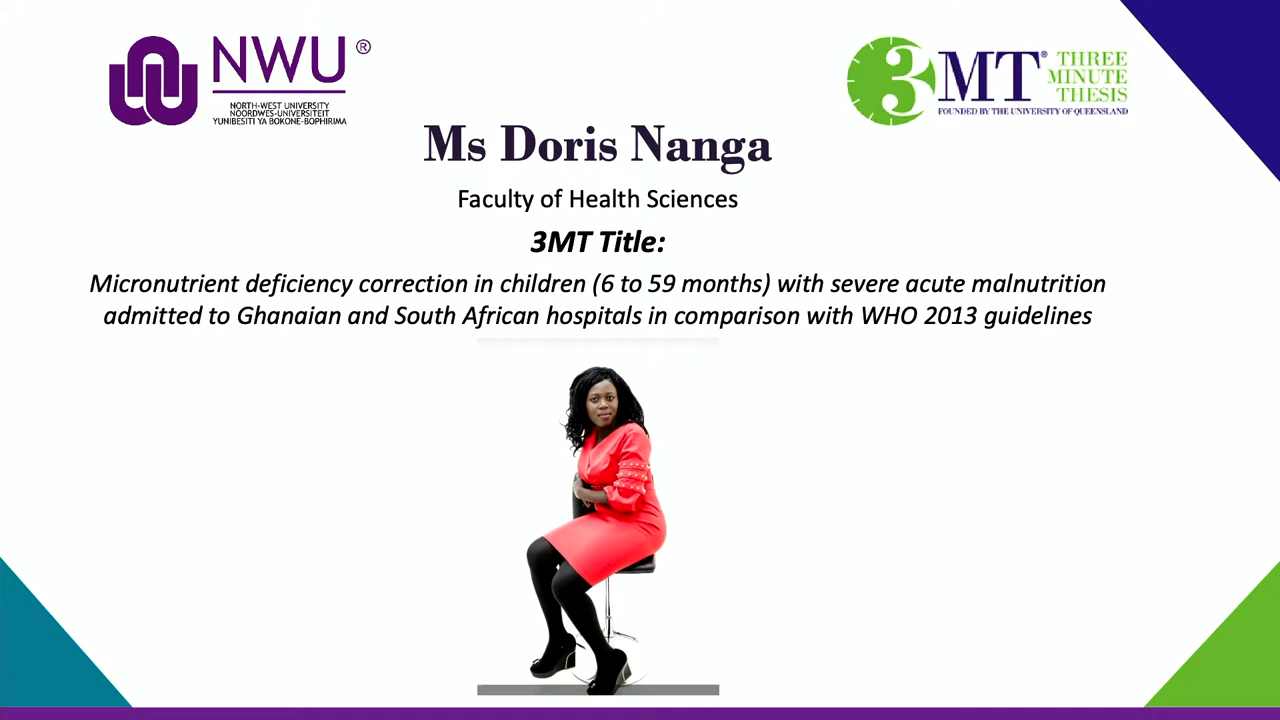 NWU®
NORTH-WEST UNIVERSITY
NOORDWES-UNIVERSITEIT
YUNIBESITI YA BOKONE-BOPHIRIMA
3MT® THREE
MINUTE
THESIS
FOUNDED BY THE UNIVERSITY OF QUEENSLAND
Ms Doris Nanga
Faculty of Health Sciences
3MT Title:
Micronutrient deficiency correction in children (6 to 59 months) with severe acute malnutrition
admitted to Ghanaian and South African hospitals in comparison with WHO 2013 guidelines